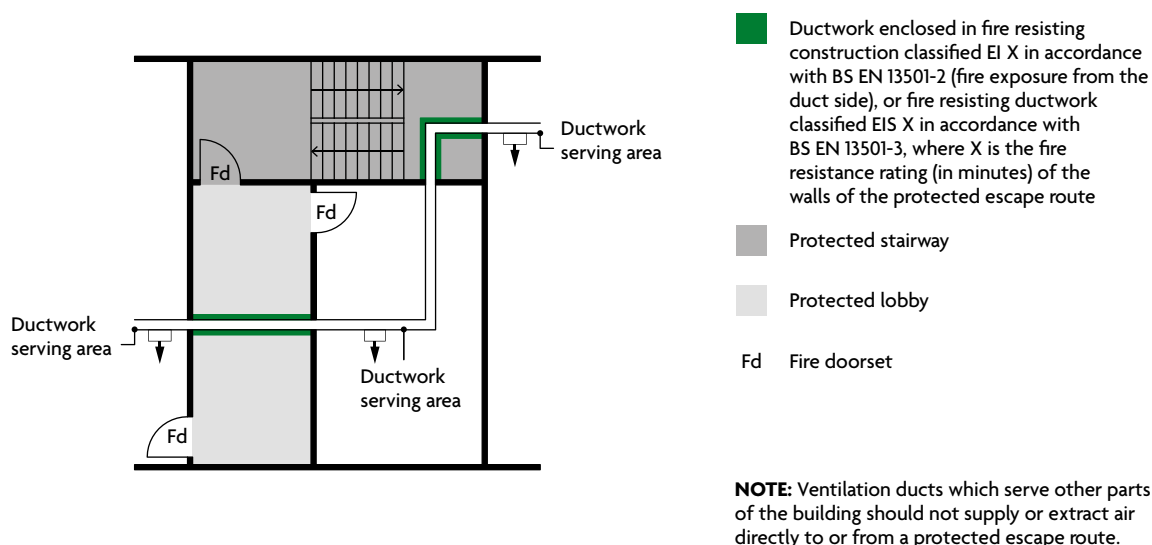 Ductwork
serving area
Fd
Fd
Ductwork
serving area
Ductwork
serving area
Fd
Ductwork enclosed in fire resisting
construction classified EI X in accordance
with BS EN 13501-2 (fire exposure from the
duct side), or fire resisting ductwork
classified EIS X in accordance with
BS EN 13501-3, where X is the fire
resistance rating (in minutes) of the
walls of the protected escape route
Protected stairway
Protected lobby
Fd Fire doorset
NOTE: Ventilation ducts which serve other parts
of the building should not supply or extract air
directly to or from a protected escape route.